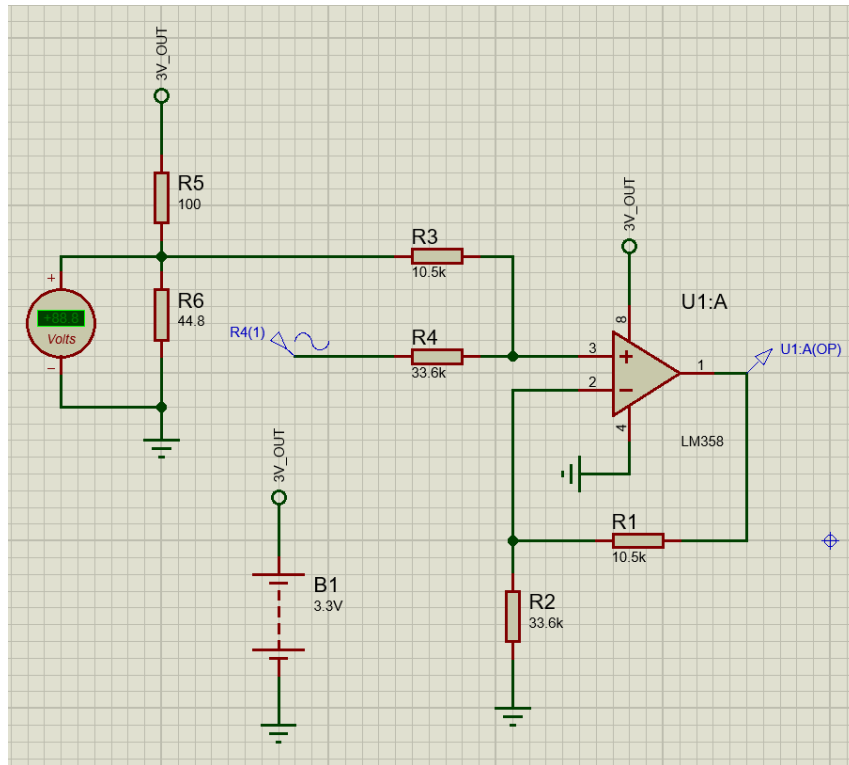 3V_OUT
R5
100
R6
44.8
+88.8
Volts
+
−
R3
10.5k
R4(1)
R4
33.6k
3V_OUT
U1:A
8
3
2
1
4
+
−
U1:A(OP)
LM358
3V_OUT
B1
3.3V
R1
10.5k
R2
33.6k